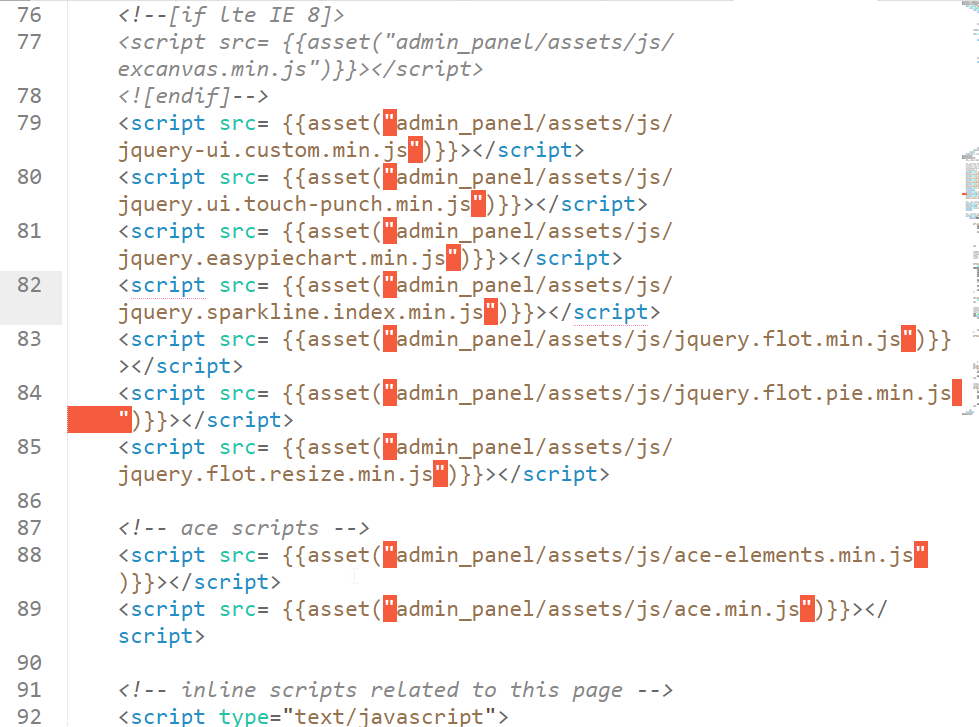 76 <!--[if lte IE 8]>
77 <script src= {{asset("admin_panel/assets/js/
excanvas.min.js")}}></script>
78 <![endif]-->
79 <script src= {{asset("admin_panel/assets/js/
jquery-ui.custom.min.js")}}></script>
80 <script src= {{asset("admin_panel/assets/js/
jquery.ui.touch-punch.min.js")}}></script>
81 <script src= {{asset("admin_panel/assets/js/
jquery.easypiechart.min.js")}}></script>
82 <script src= {{asset("admin_panel/assets/js/
jquery.sparkline.index.min.js")}}></script>
83 <script src= {{asset("admin_panel/assets/js/jquery.flot.min.js")}}
></script>
84 <script src= {{asset("admin_panel/assets/js/jquery.flot.pie.min.js
")}}></script>
85 <script src= {{asset("admin_panel/assets/js/
jquery.flot.resize.min.js")}}></script>
86
87 <!-- ace scripts -->
88 <script src= {{asset("admin_panel/assets/js/ace-elements.min.js"
)}}></script>
89 <script src= {{asset("admin_panel/assets/js/ace.min.js")}}></
script>
90
91 <!-- inline scripts related to this page -->
92 <script type="text/javascript">